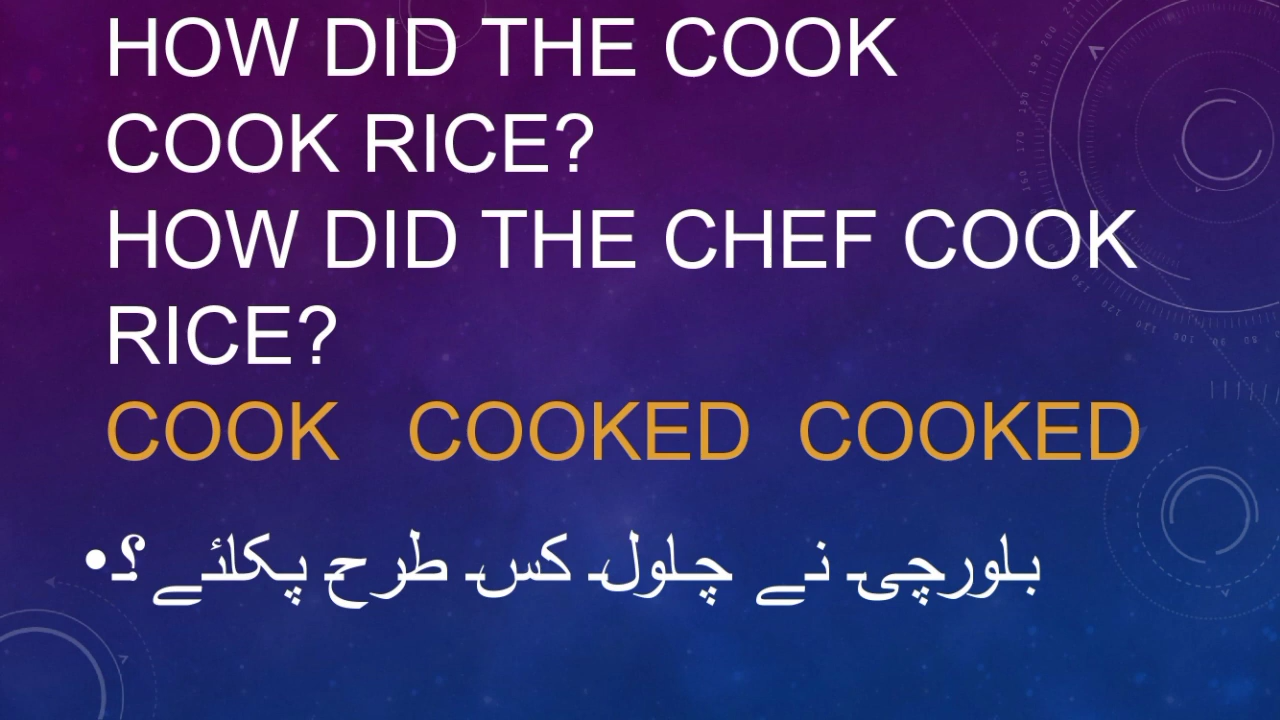 HOW DID THE COOK
COOK RICE?
HOW DID THE CHEF COOK
RICE?
COOK COOKED COOKED
•باورچی نے چاول کس طرح پکائے؟